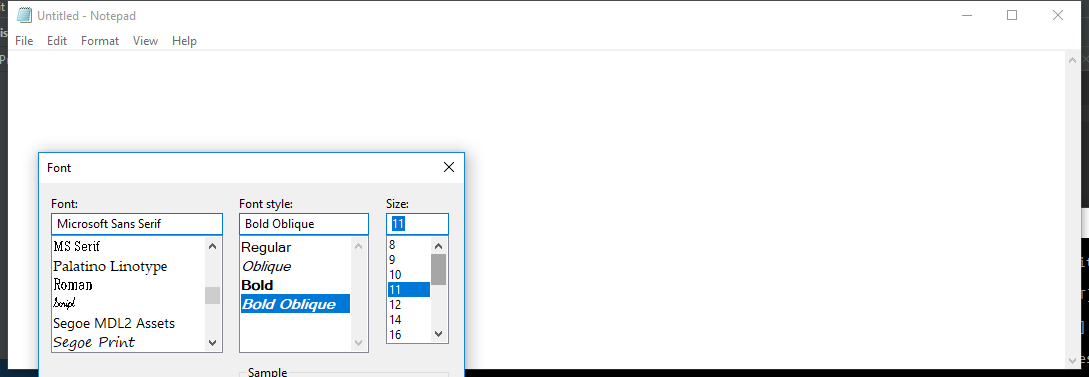 Untitled - Notepad
File Edit Format View Help
Font
Font: Font style: Size:
Microsoft Sans Serif Bold Oblique 11
MS Serif Regular 8
Palatino Linotype Oblique 9
Roman Bold 10
Script Bold Oblique 11
Segoe MDL2 Assets 12
Segoe Print 14
16
Sample